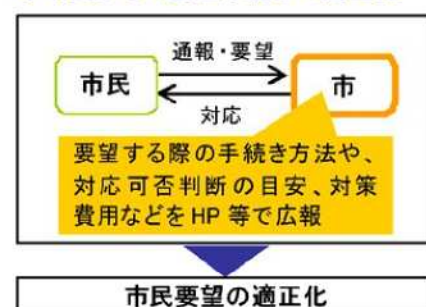 通報・要望
市民
市
対応
要望する際の手続き方法や、
対応可否判断の目安、対策
費用などをHP等で広報
市民要望の適正化